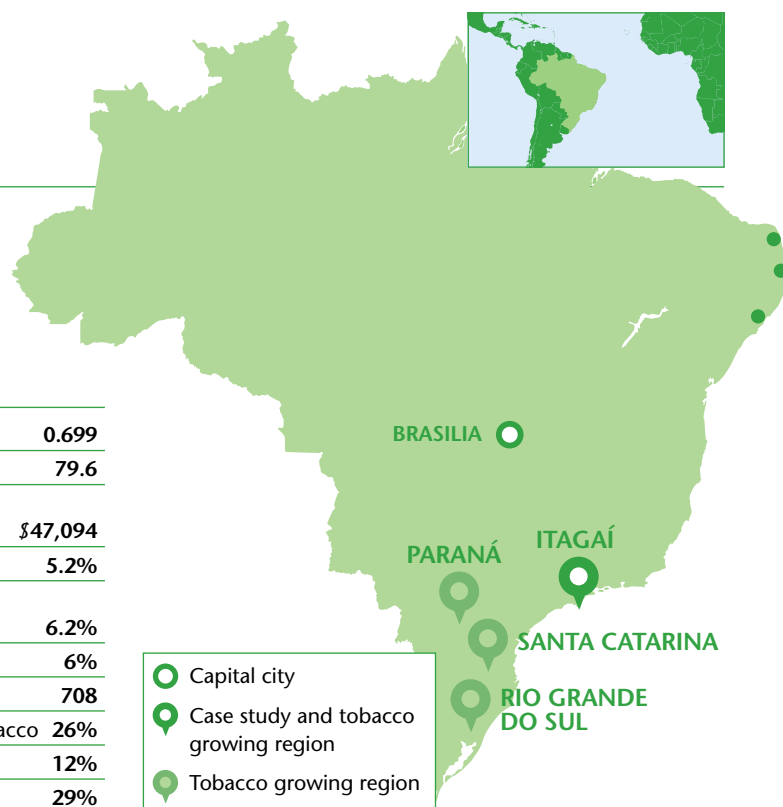 0.699
79.6
$47,094
5.2%
6.2%
6%
708
acco 26%
12%
29%
BRASILIA
PARANÁ
ITAGAÍ
SANTA CATARINA
RIO GRANDE
DO SUL
Capital city
Case study and tobacco
growing region
Tobacco growing region